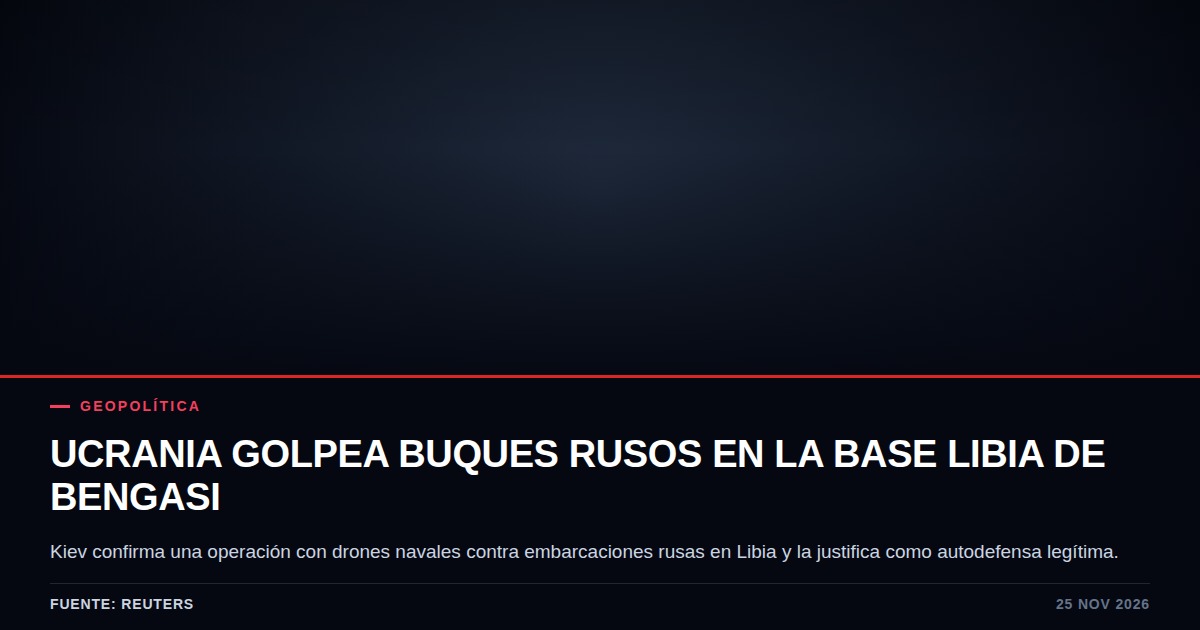 GEOPOLÍTICA
UCRANIA GOLPEA BUQUES RUSOS EN LA BASE LIBIA DE
BENGASI
Kiev confirma una operación con drones navales contra embarcaciones rusas en Libia y la justifica como autodefensa legítima.
FUENTE: REUTERS
25 NOV 2026